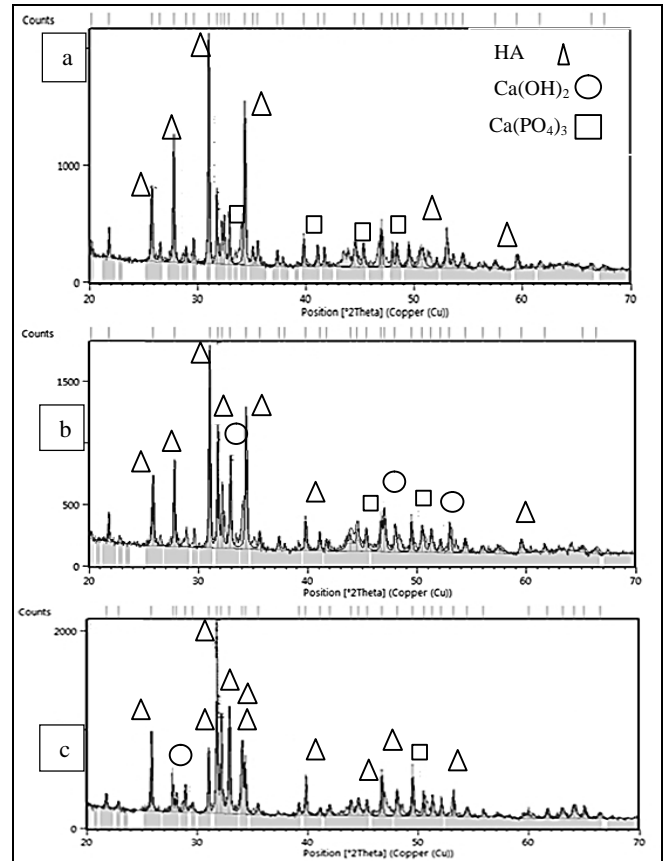 Counts
a
HA
Ca(OH)₂
Ca(PO₄)₃
1000
0
20 30 40 50 60 70
Position [°2Theta] (Copper (Cu))
Counts
b
1500
500
0
20 30 40 50 60 70
Position [°2Theta] (Copper (Cu))
Counts
c
2000
0
20 30 40 50 60 70
Position [°2Theta] (Copper (Cu))